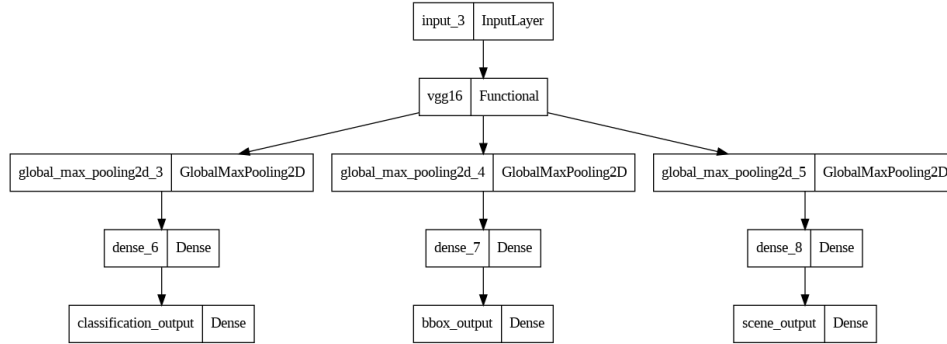 input_3 InputLayer
vgg16 Functional
global_max_pooling2d_3 GlobalMaxPooling2D global_max_pooling2d_4 GlobalMaxPooling2D global_max_pooling2d_5 GlobalMaxPooling2D
dense_6 Dense dense_7 Dense dense_8 Dense
classification_output Dense bbox_output Dense scene_output Dense